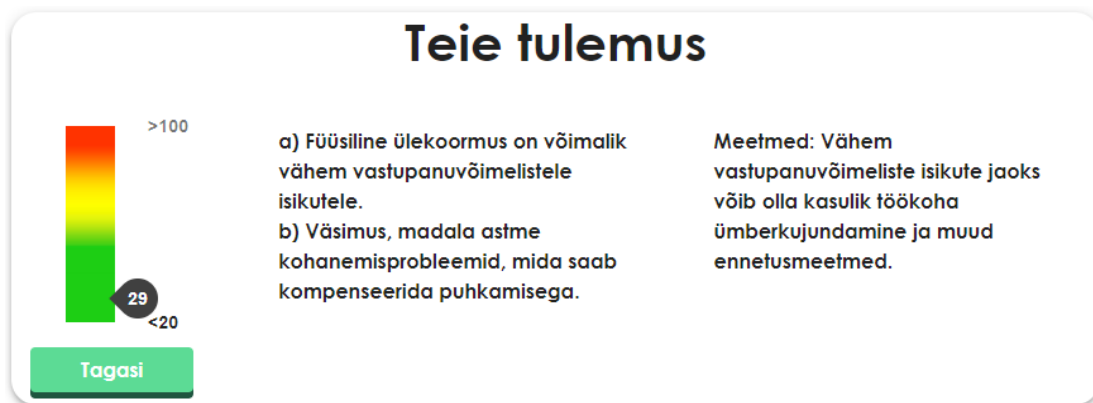 Teie tulemus
>100
29
<20
Tagasi
a) Füüsiline ülekoormus on võimalik
vähem vastupanuvõimelistele
isikutele.
b) Väsimus, madala astme
kohanemisprobleemid, mida saab
kompenseerida puhkamisega.
Meetmed: Vähem
vastupanuvõimeliste isikute jaoks
võib olla kasulik töökoha
ümberkujundamine ja muud
ennetusmeetmed.